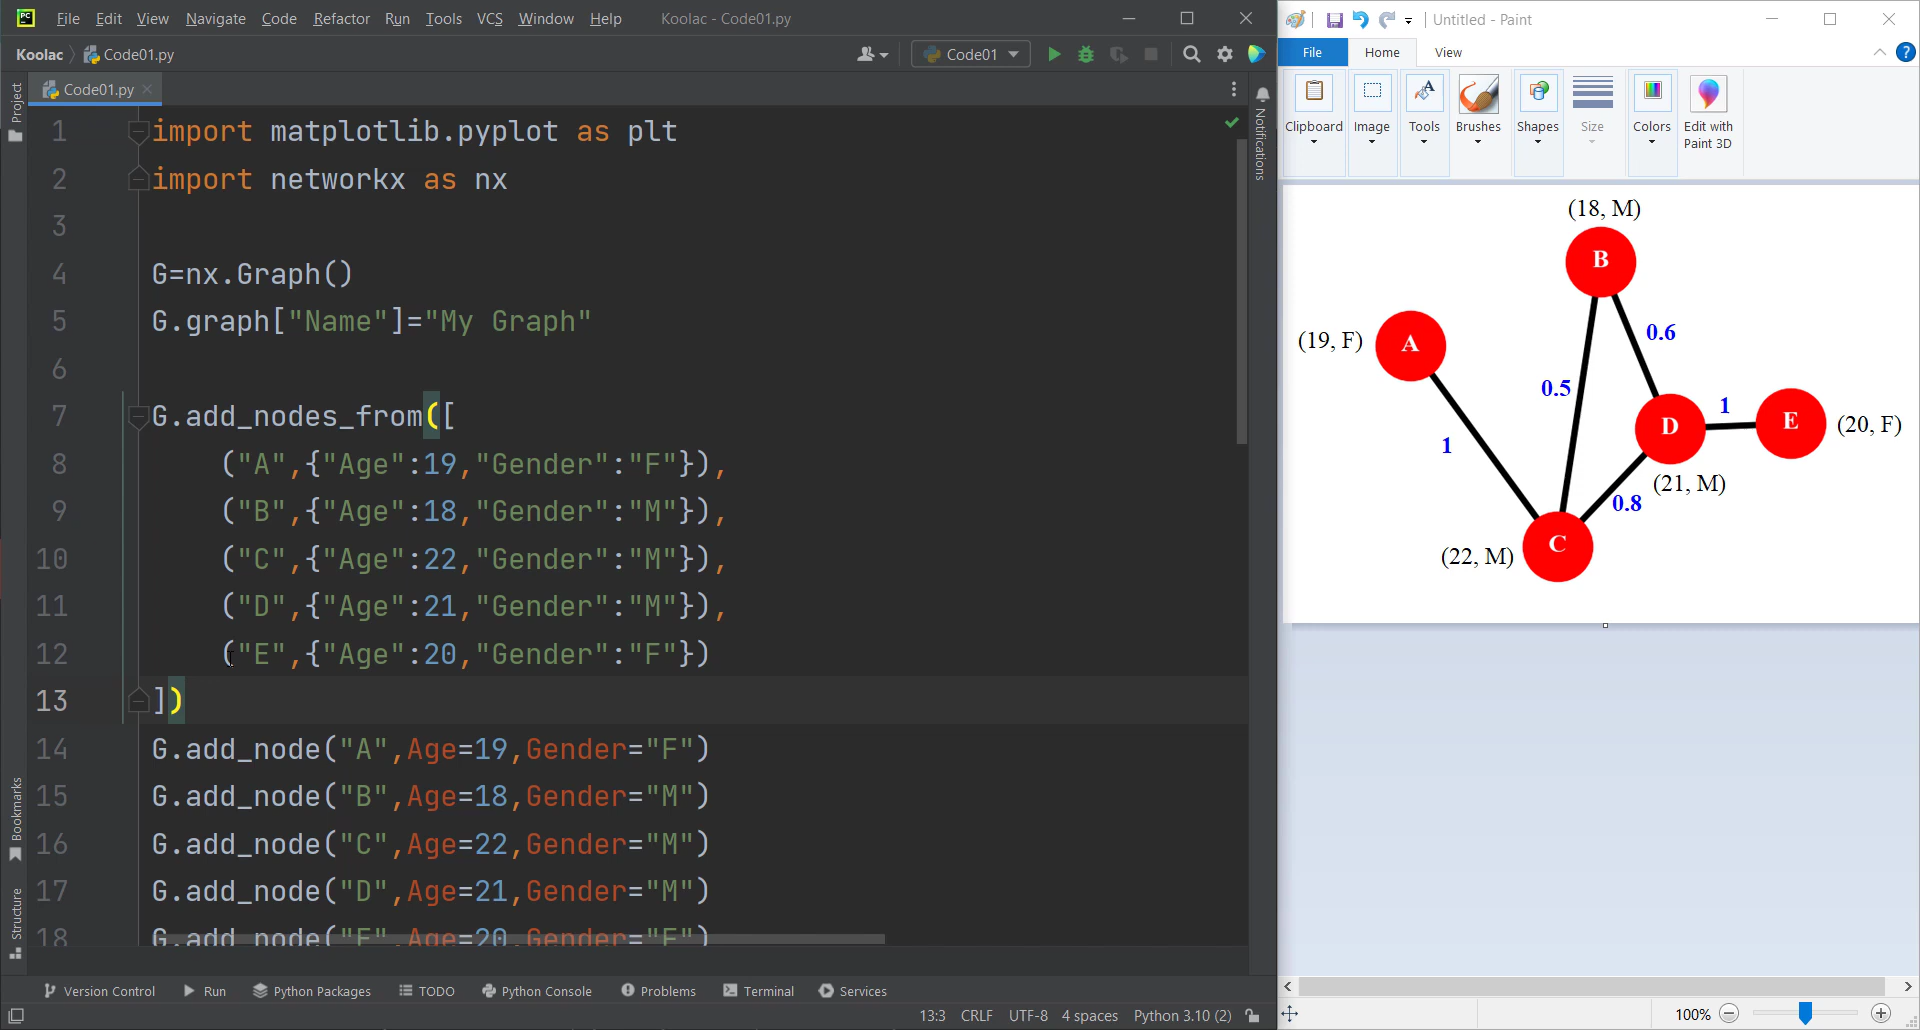 File Edit View Navigate Code Refactor Run Tools VCS Window Help Koolac - Code01.py
Koolac Code01.py
Code01
Project
Code01.py
Notifications
1 import matplotlib.pyplot as plt
2 import networkx as nx
3
4 G=nx.Graph()
5 G.graph["Name"]="My Graph"
6
7 G.add_nodes_from([
8 ("A",{"Age":19,"Gender":"F"}),
9 ("B",{"Age":18,"Gender":"M"}),
10 ("C",{"Age":22,"Gender":"M"}),
11 ("D",{"Age":21,"Gender":"M"}),
12 ("E",{"Age":20,"Gender":"F"})
13 ])
14 G.add_node("A",Age=19,Gender="F")
15 G.add_node("B",Age=18,Gender="M")
16 G.add_node("C",Age=22,Gender="M")
17 G.add_node("D",Age=21,Gender="M")
18 G.add_node("E",Age=20,Gender="F")
Bookmarks
Structure
Version Control Run Python Packages TODO Python Console Problems Terminal Services
13:3 CRLF UTF-8 4 spaces Python 3.10 (2)
Untitled - Paint
File Home View
Clipboard Image Tools Brushes Shapes Size Colors Edit with
Paint 3D
(18, M)
B
0.6
(19, F) A
0.5
1 E (20, F)
D
1
(21, M)
0.8
C
(22, M)
100%